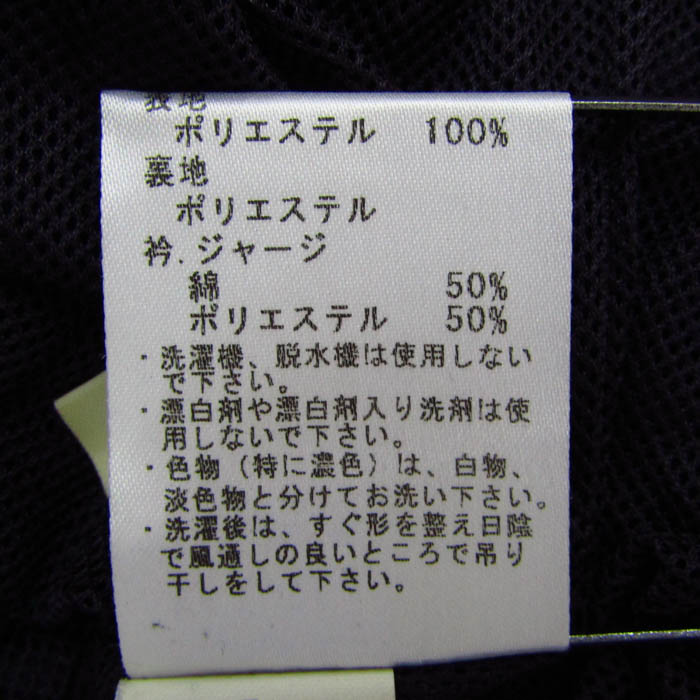 表地
ポリエステル 100%
裏地
ポリエステル
衿.ジャージ
綿 50%
ポリエステル 50%
・洗濯機、脱水機は使用しない
で下さい。
・漂白剤や漂白剤入り洗剤は使
用しないで下さい。
・色物（特に濃色）は、白物、
淡色物と分けてお洗い下さい。
・洗濯後は、すぐ形を整え日陰
で風通しの良いところで吊り
干しをして下さい。